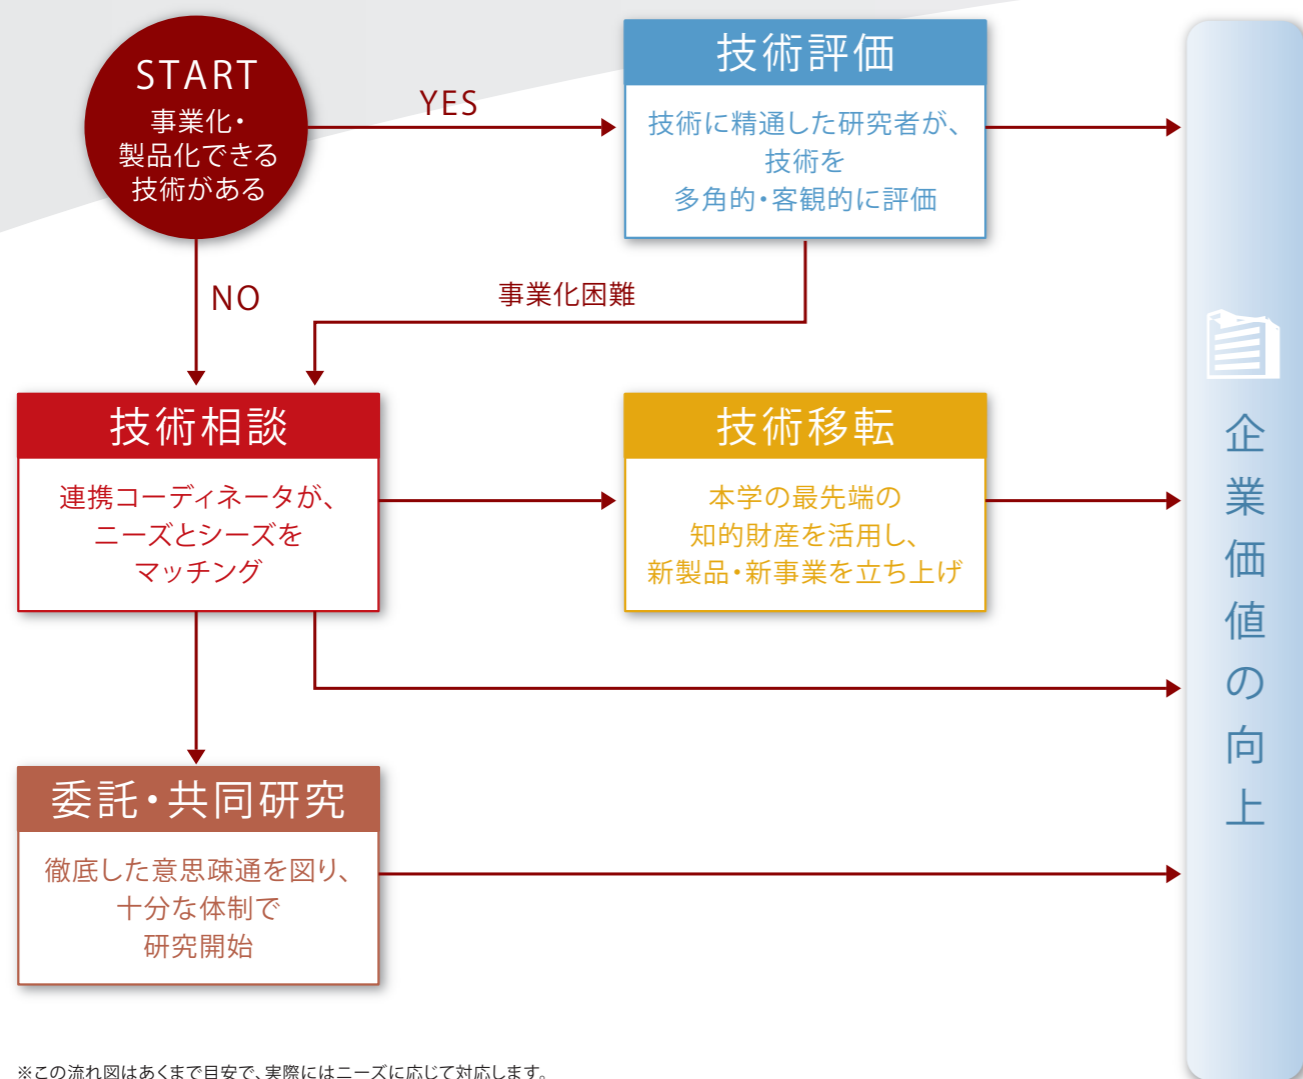 START
事業化・
製品化できる
技術がある
YES
技術評価
技術に精通した研究者が、
技術を
多角的・客観的に評価
NO
事業化困難
技術相談
連携コーディネータが、
ニーズとシーズを
マッチング
技術移転
本学の最先端の
知的財産を活用し、
新製品・新事業を立ち上げ
委託・共同研究
徹底した意思疎通を図り、
十分な体制で
研究開始
企業価値の向上
※この流れ図はあくまで目安で、実際にはニーズに応じて対応します。